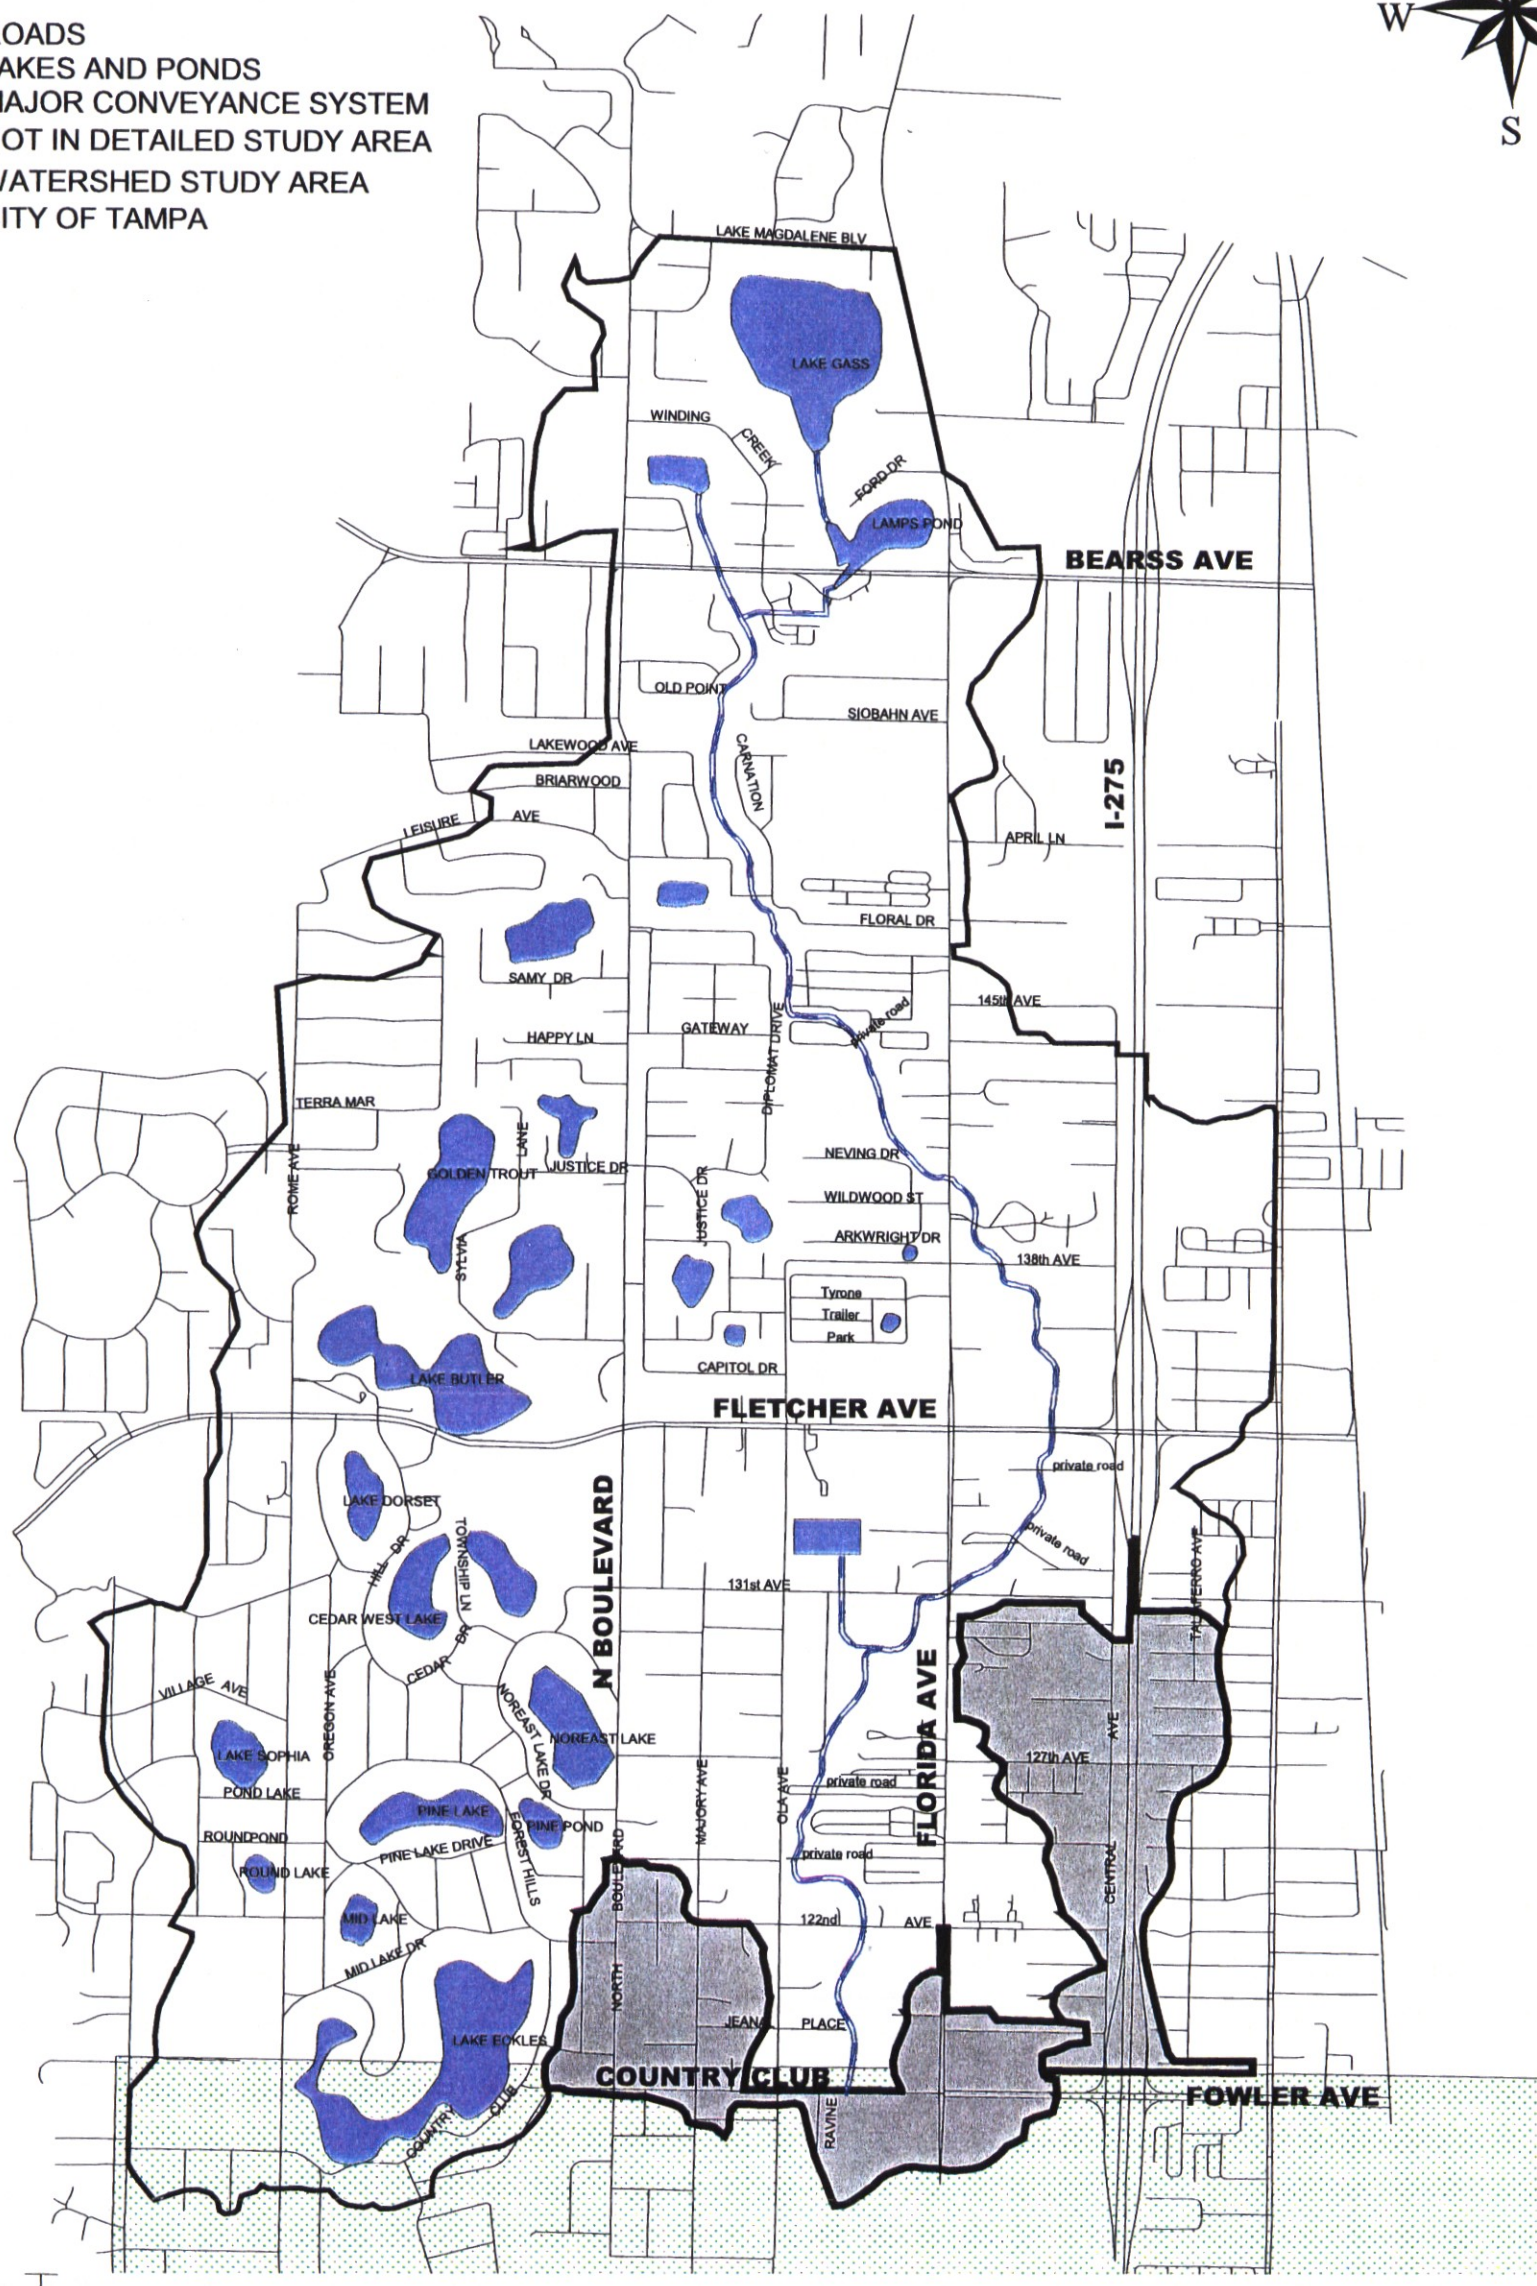 OADS
AKES AND PONDS
MAJOR CONVEYANCE SYSTEM
OT IN DETAILED STUDY AREA
WATERSHED STUDY AREA
ITY OF TAMPA
W
S
LAKE MAGDALENE BLV
LAKE GASS
WINDING
CREEK
FORD DR
LAMPS POND
BEARSS AVE
OLD POINT
SIOBAHN AVE
LAKEWOOD AVE
CARNATION
BRIARWOOD
I-275
LEISURE
AVE
APRIL LN
FLORAL DR
SAMY DR
145th AVE
private road
GATEWAY
HAPPY LN
DIPLOMAT DRIVE
TERRA MAR
LANE
NEVING DR
JUSTICE DR
GOLDEN TROUT
ROME AVE
JUSTICE DR
WILDWOOD ST
ARKWRIGHT DR
SYLVIA
138th AVE
Tyrone
Trailer
Park
CAPITOL DR
LAKE BUTLER
FLETCHER AVE
private road
LAKE DORSET
N BOULEVARD
HILL DR
TOWNSHIP LN
private road
TALIAFERRO AVE
131st AVE
CEDAR WEST LAKE
CEDAR
DR
VILLAGE AVE
OREGON AVE
NOREAST LAKE DR
NOREAST LAKE
FLORIDA AVE
AVE
LAKE SOPHIA
127th AVE
POND LAKE
MAJORY AVE
OLA AVE
private road
PINE LAKE
PINE POND
ROUNDPOND
PINE LAKE DRIVE
FOREST HILLS
private road
ROUND LAKE
BOULEVARD
CENTRAL
MID LAKE
122nd
AVE
MID LAKE DR
NORTH
JEANA
PLACE
LAKE ECKLES
COUNTRY CLUB
FOWLER AVE
COUNTRY
CLUB
RAVINE